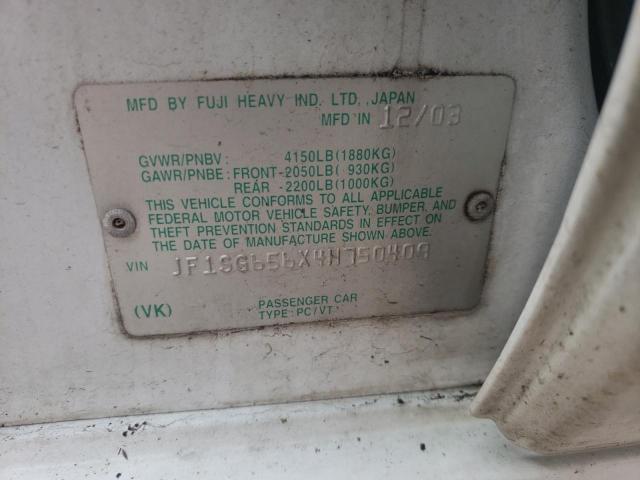 MFD BY FUJI HEAVY IND. LTD., JAPAN
MFD IN 12/03
GVWR/PNBV: 4150LB(1880KG)
GAWR/PNBE: FRONT-2050LB( 930KG)
REAR -2200LB(1000KG)
THIS VEHICLE CONFORMS TO ALL APPLICABLE
FEDERAL MOTOR VEHICLE SAFETY, BUMPER, AND
THEFT PREVENTION STANDARDS IN EFFECT ON
THE DATE OF MANUFACTURE SHOWN ABOVE.
VIN JF1SG656X4H750409
(VK) PASSENGER CAR
TYPE: PC/VT